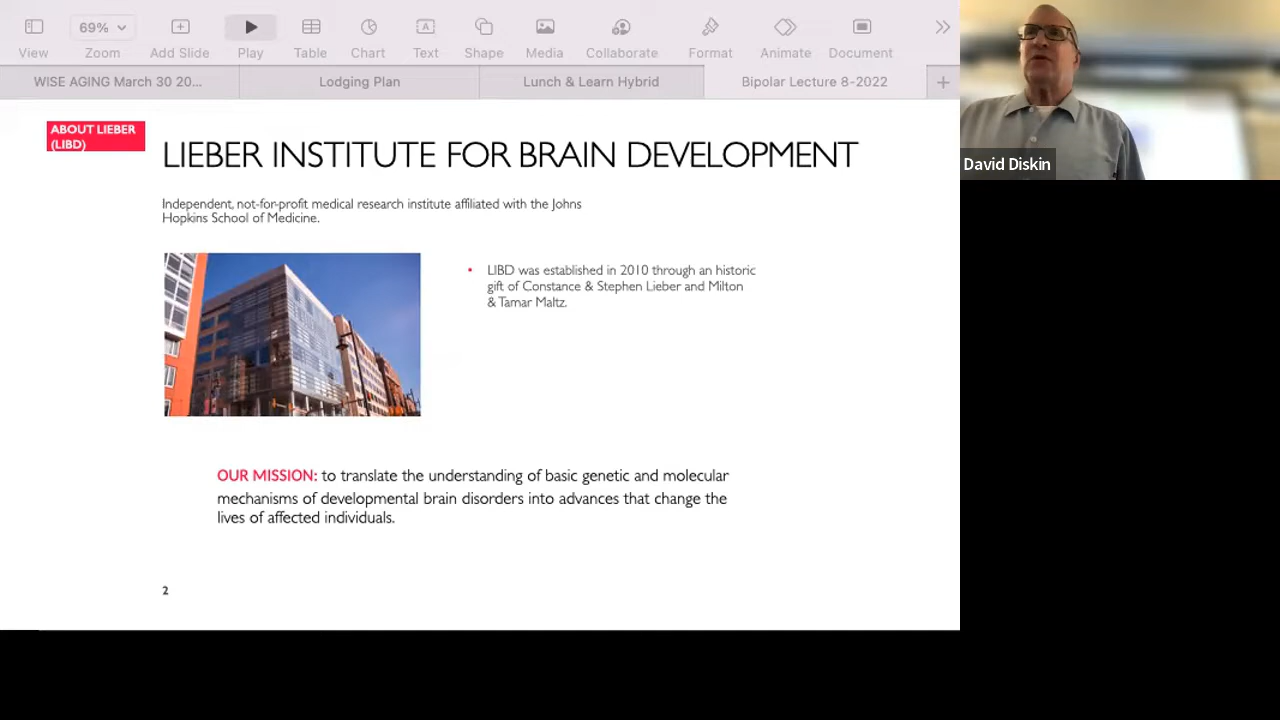 69%
View
Zoom
Add Slide
Play
Table
Chart
Text
Shape
Media
Collaborate
Format
Animate
Document
WISE AGING March 30 20...
Lodging Plan
Lunch & Learn Hybrid
Bipolar Lecture 8-2022
David Diskin
ABOUT LIEBER
(LIBD)
LIEBER INSTITUTE FOR BRAIN DEVELOPMENT
Independent, not-for-profit medical research institute affiliated with the Johns
Hopkins School of Medicine.
• LIBD was established in 2010 through an historic
gift of Constance & Stephen Lieber and Milton
& Tamar Maltz.
OUR MISSION: to translate the understanding of basic genetic and molecular
mechanisms of developmental brain disorders into advances that change the
lives of affected individuals.
2